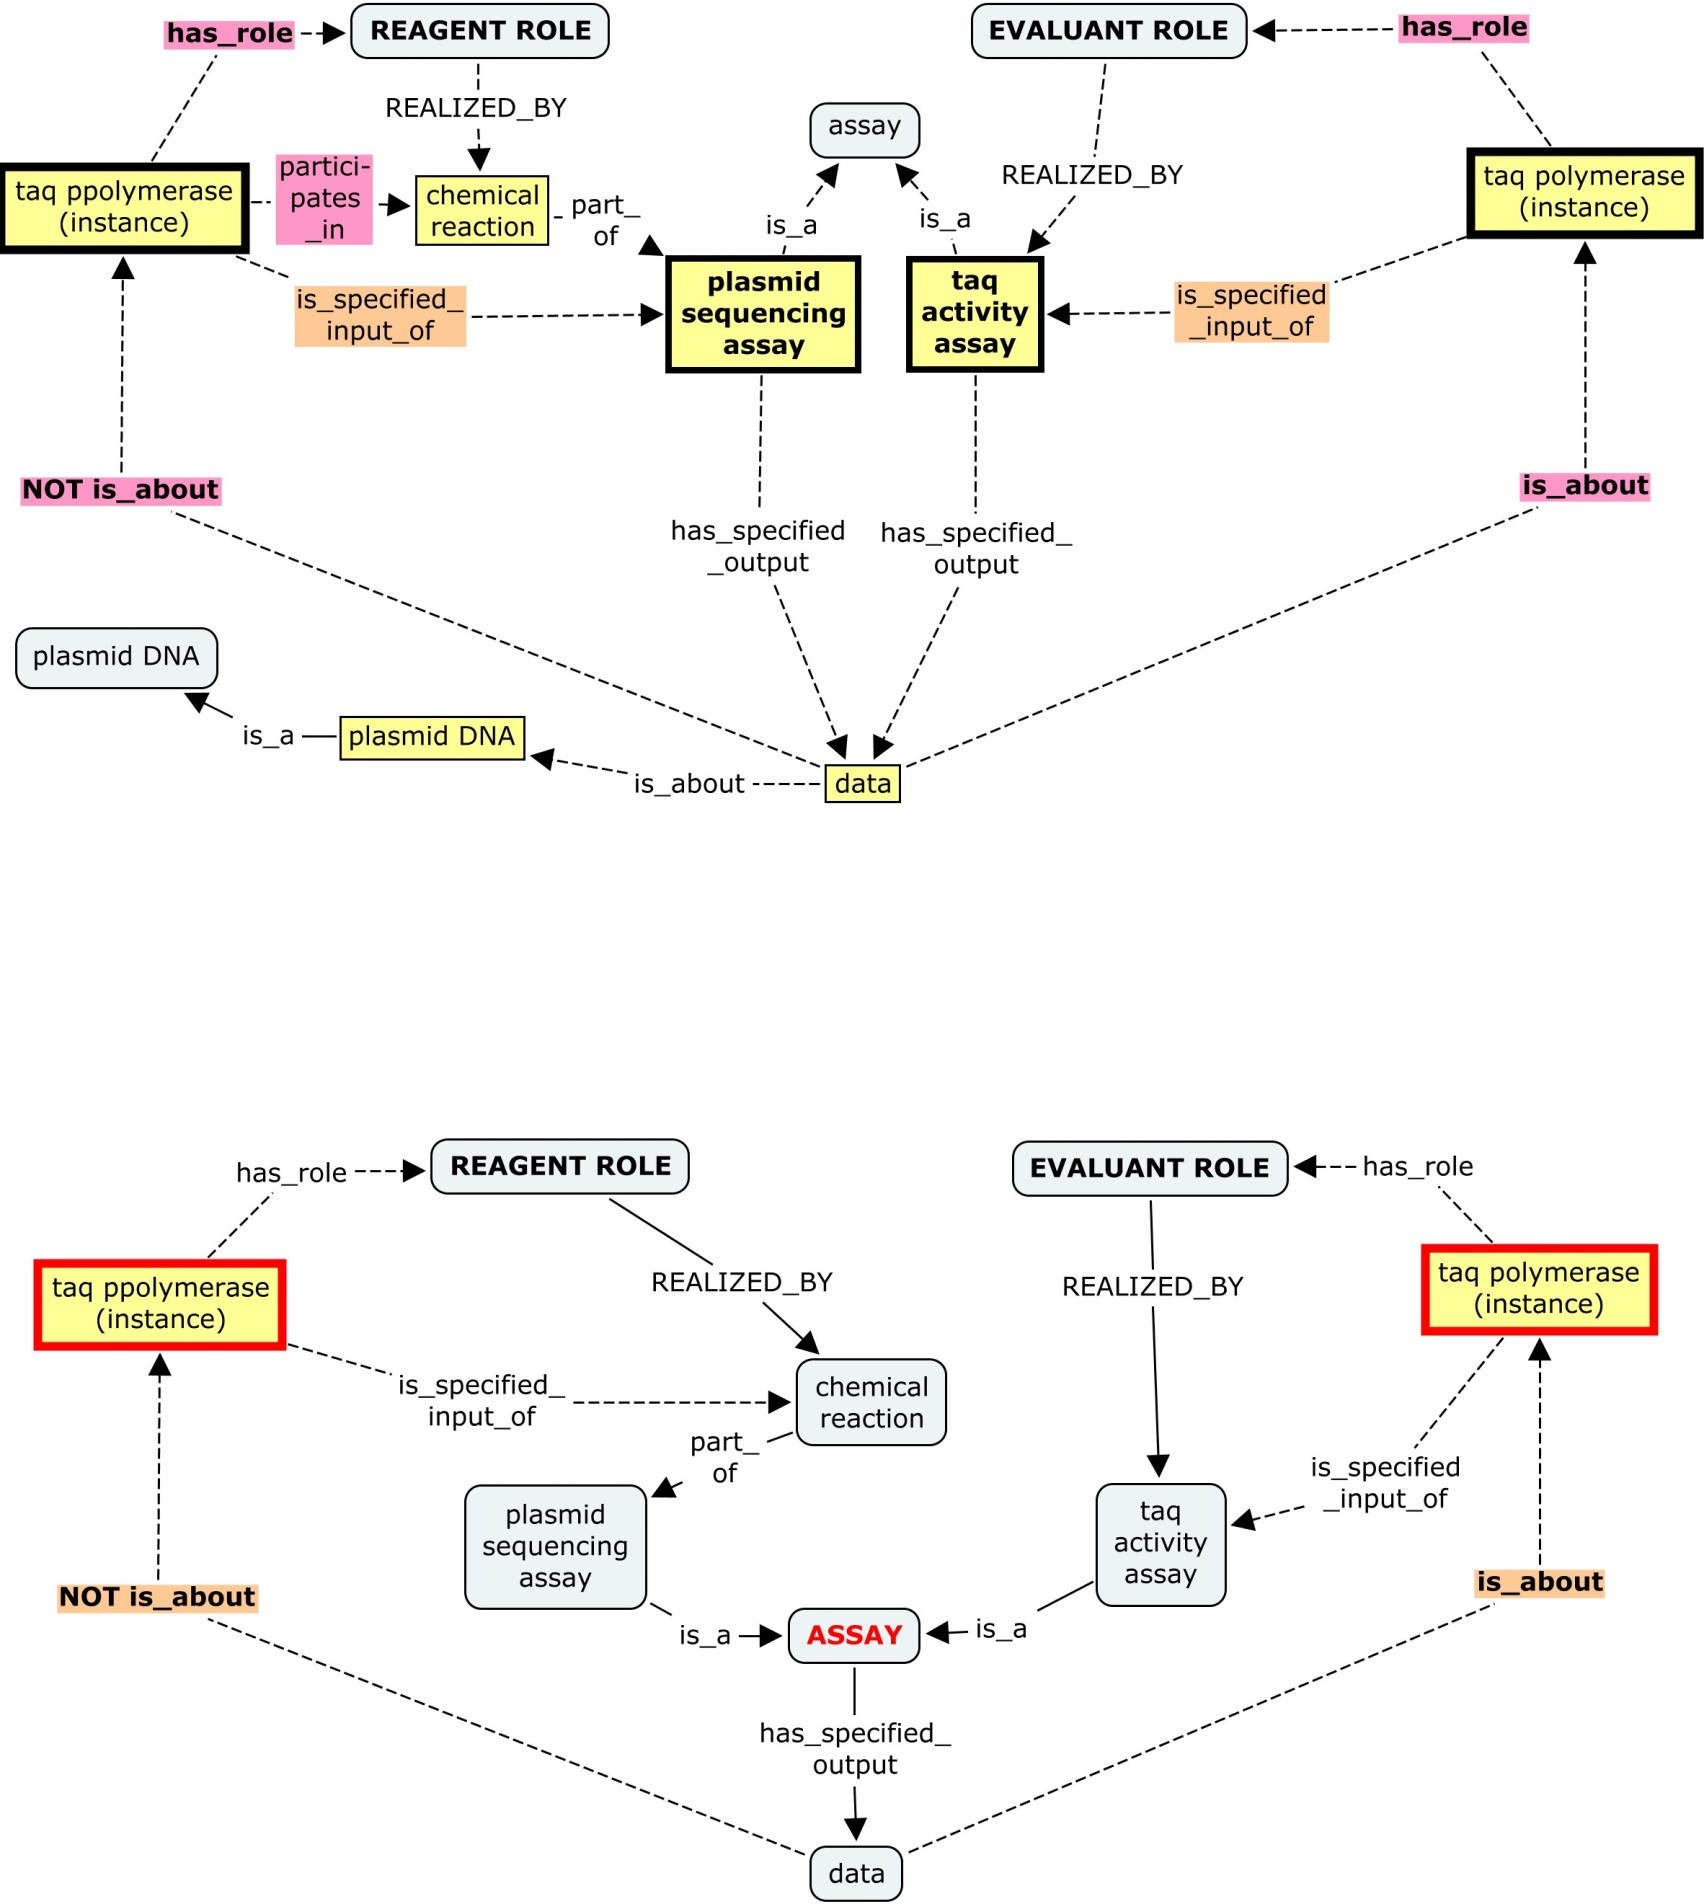 has_role
REAGENT ROLE
EVALUANT ROLE
has_role
REALIZED_BY
assay
taq ppolymerase
(instance)
partici-
pates
_in
chemical
reaction
part_
of
is_a
is_a
REALIZED_BY
taq polymerase
(instance)
is_specified_
input_of
plasmid
sequencing
assay
taq
activity
assay
is_specified
_input_of
NOT is_about
is_about
has_specified
_output
has_specified_
output
plasmid DNA
is_a
plasmid DNA
is_about
data
has_role
REAGENT ROLE
EVALUANT ROLE
has_role
taq ppolymerase
(instance)
REALIZED_BY
REALIZED_BY
taq polymerase
(instance)
is_specified_
input_of
chemical
reaction
part_
of
is_specified
_input_of
plasmid
sequencing
assay
taq
activity
assay
NOT is_about
is_about
is_a
ASSAY
is_a
has_specified_
output
data